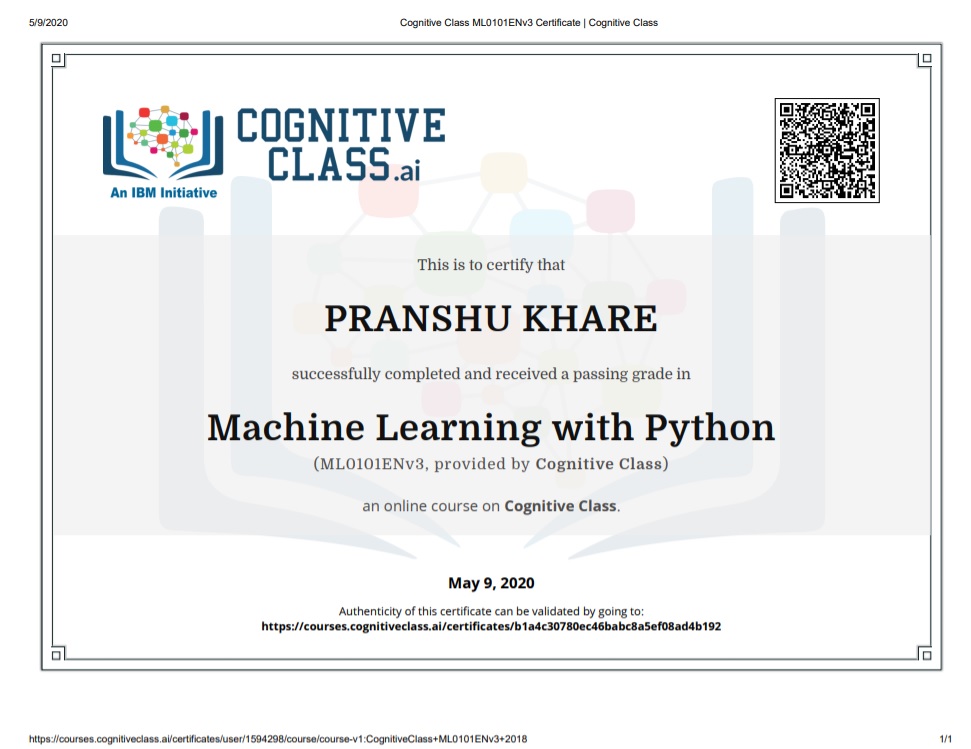 5/9/2020
Cognitive Class ML0101ENv3 Certificate | Cognitive Class
COGNITIVE
CLASS.ai
An IBM Initiative
This is to certify that
PRANSHU KHARE
successfully completed and received a passing grade in
Machine Learning with Python
(ML0101ENv3, provided by Cognitive Class)
an online course on Cognitive Class.
May 9, 2020
Authenticity of this certificate can be validated by going to:
https://courses.cognitiveclass.ai/certificates/b1a4c30780ec46babc8a5ef08ad4b192
https://courses.cognitiveclass.ai/certificates/user/1594298/course/course-v1:CognitiveClass+ML0101ENv3+2018
1/1